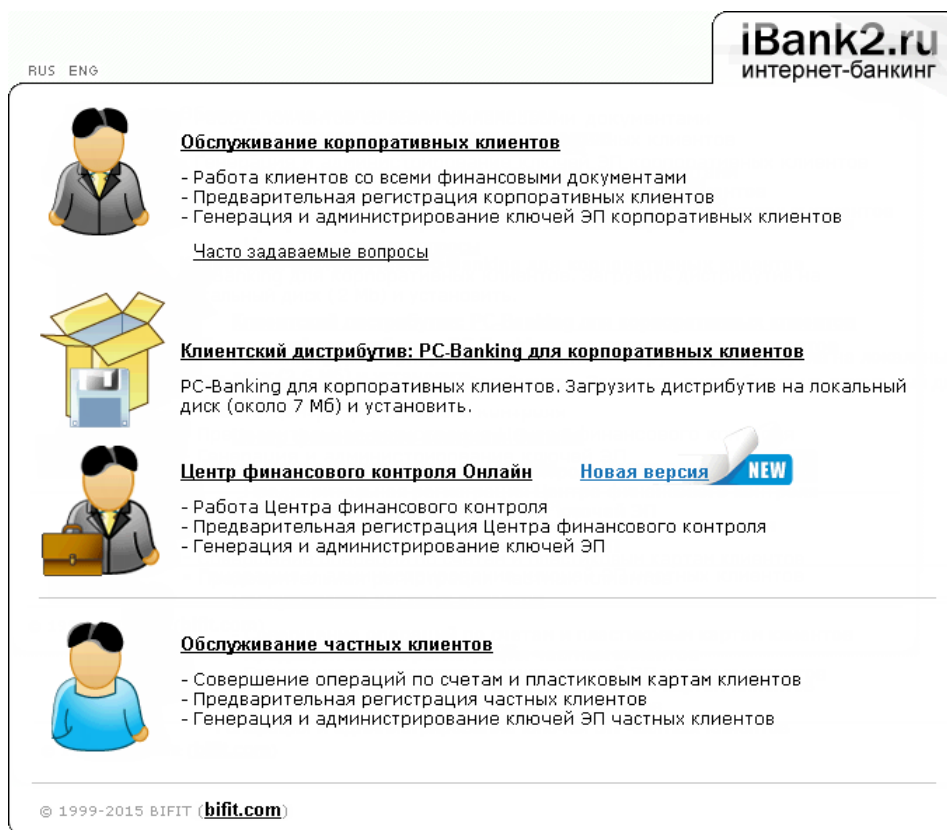 iBank2.ru
интернет-банкинг
RUS ENG
Обслуживание корпоративных клиентов
- Работа клиентов со всеми финансовыми документами
- Предварительная регистрация корпоративных клиентов
- Генерация и администрирование ключей ЭП корпоративных клиентов
Часто задаваемые вопросы
Клиентский дистрибутив: PC-Banking для корпоративных клиентов
PC-Banking для корпоративных клиентов. Загрузить дистрибутив на локальный
диск (около 7 Мб) и установить.
Центр финансового контроля Онлайн Новая версия NEW
- Работа Центра финансового контроля
- Предварительная регистрация Центра финансового контроля
- Генерация и администрирование ключей ЭП
Обслуживание частных клиентов
- Совершение операций по счетам и пластиковым картам клиентов
- Предварительная регистрация частных клиентов
- Генерация и администрирование ключей ЭП частных клиентов
© 1999-2015 BIFIT (bifit.com)